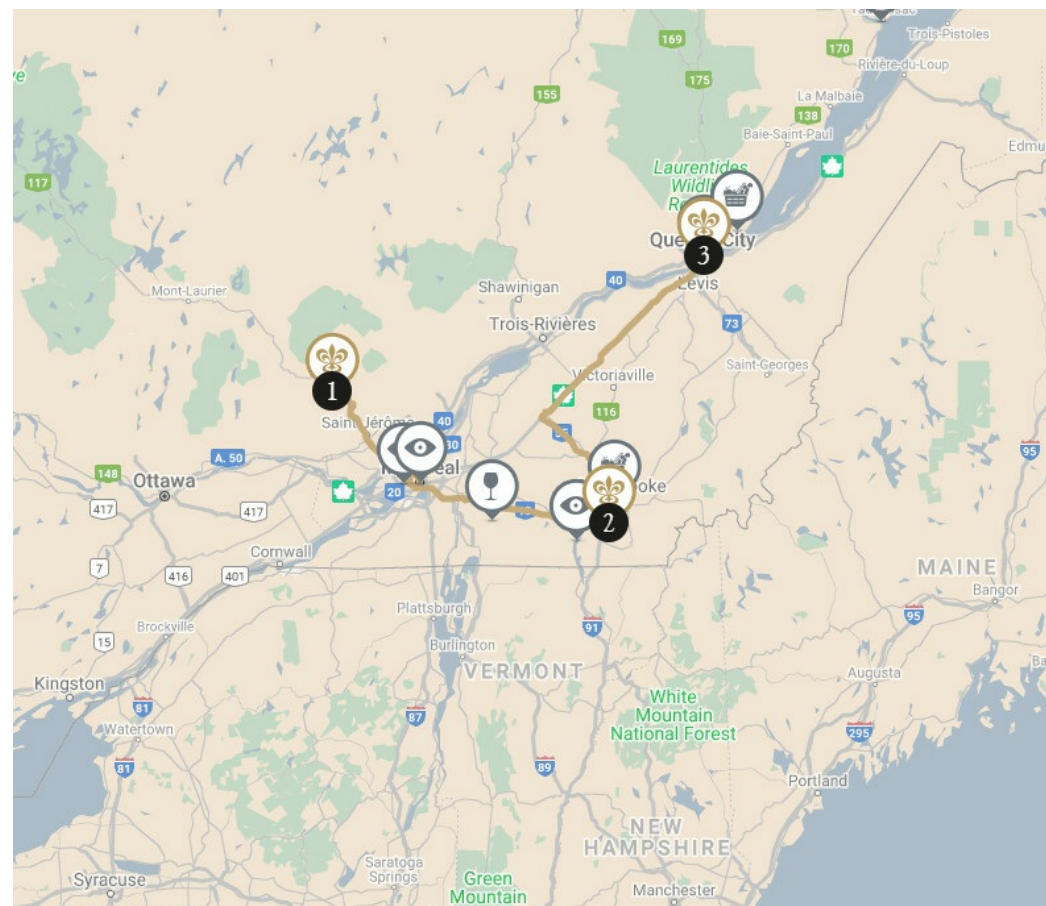 Trois-Pistoles
169
170
Rivière-du-Loup
175
155
La Malbaie
138
Baie-Saint-Paul
Laurentides
117
City
3
40
Lévis
Mont-Laurier
Shawinigan
73
Trois-Rivières
Saint-Georges
Victoriaville
1
116
40
A. 50
95
148
Ottawa
20
2
417
417
Cornwall
MAINE
7
416
401
Bangor
Plattsburgh
95
Brockville
91
15
Burlington
Augusta
VERMONT
Kingston
White
Mountain
National Forest
81
87
Watertown
295
81
89
Portland
NEW
HAMPSHIRE
Saratoga
Springs
Syracuse
Green
Mountain
Manchester